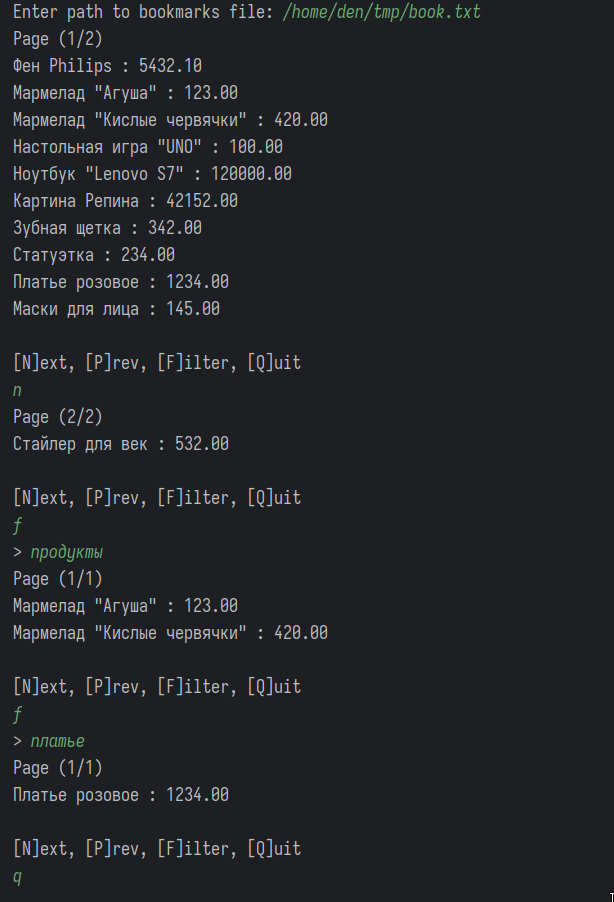 Enter path to bookmarks file: /home/den/tmp/book.txt
Page (1/2)
Фен Philips : 5432.10
Мармелад "Агуша" : 123.00
Мармелад "Кислые червячки" : 420.00
Настольная игра "UNO" : 100.00
Ноутбук "Lenovo S7" : 120000.00
Картина Репина : 42152.00
Зубная щетка : 342.00
Статуэтка : 234.00
Платье розовое : 1234.00
Маски для лица : 145.00
[N]ext, [P]rev, [F]ilter, [Q]uit
n
Page (2/2)
Стайлер для век : 532.00
[N]ext, [P]rev, [F]ilter, [Q]uit
f
> продукты
Page (1/1)
Мармелад "Агуша" : 123.00
Мармелад "Кислые червячки" : 420.00
[N]ext, [P]rev, [F]ilter, [Q]uit
f
> платье
Page (1/1)
Платье розовое : 1234.00
[N]ext, [P]rev, [F]ilter, [Q]uit
q